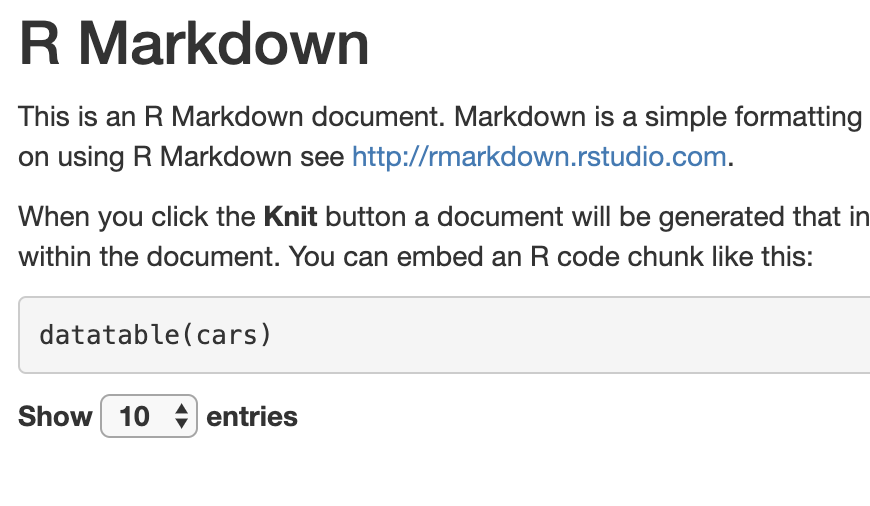 R Markdown
This is an R Markdown document. Markdown is a simple formatting
on using R Markdown see http://rmarkdown.rstudio.com.
When you click the Knit button a document will be generated that in
within the document. You can embed an R code chunk like this:
datatable(cars)
Show 10 entries